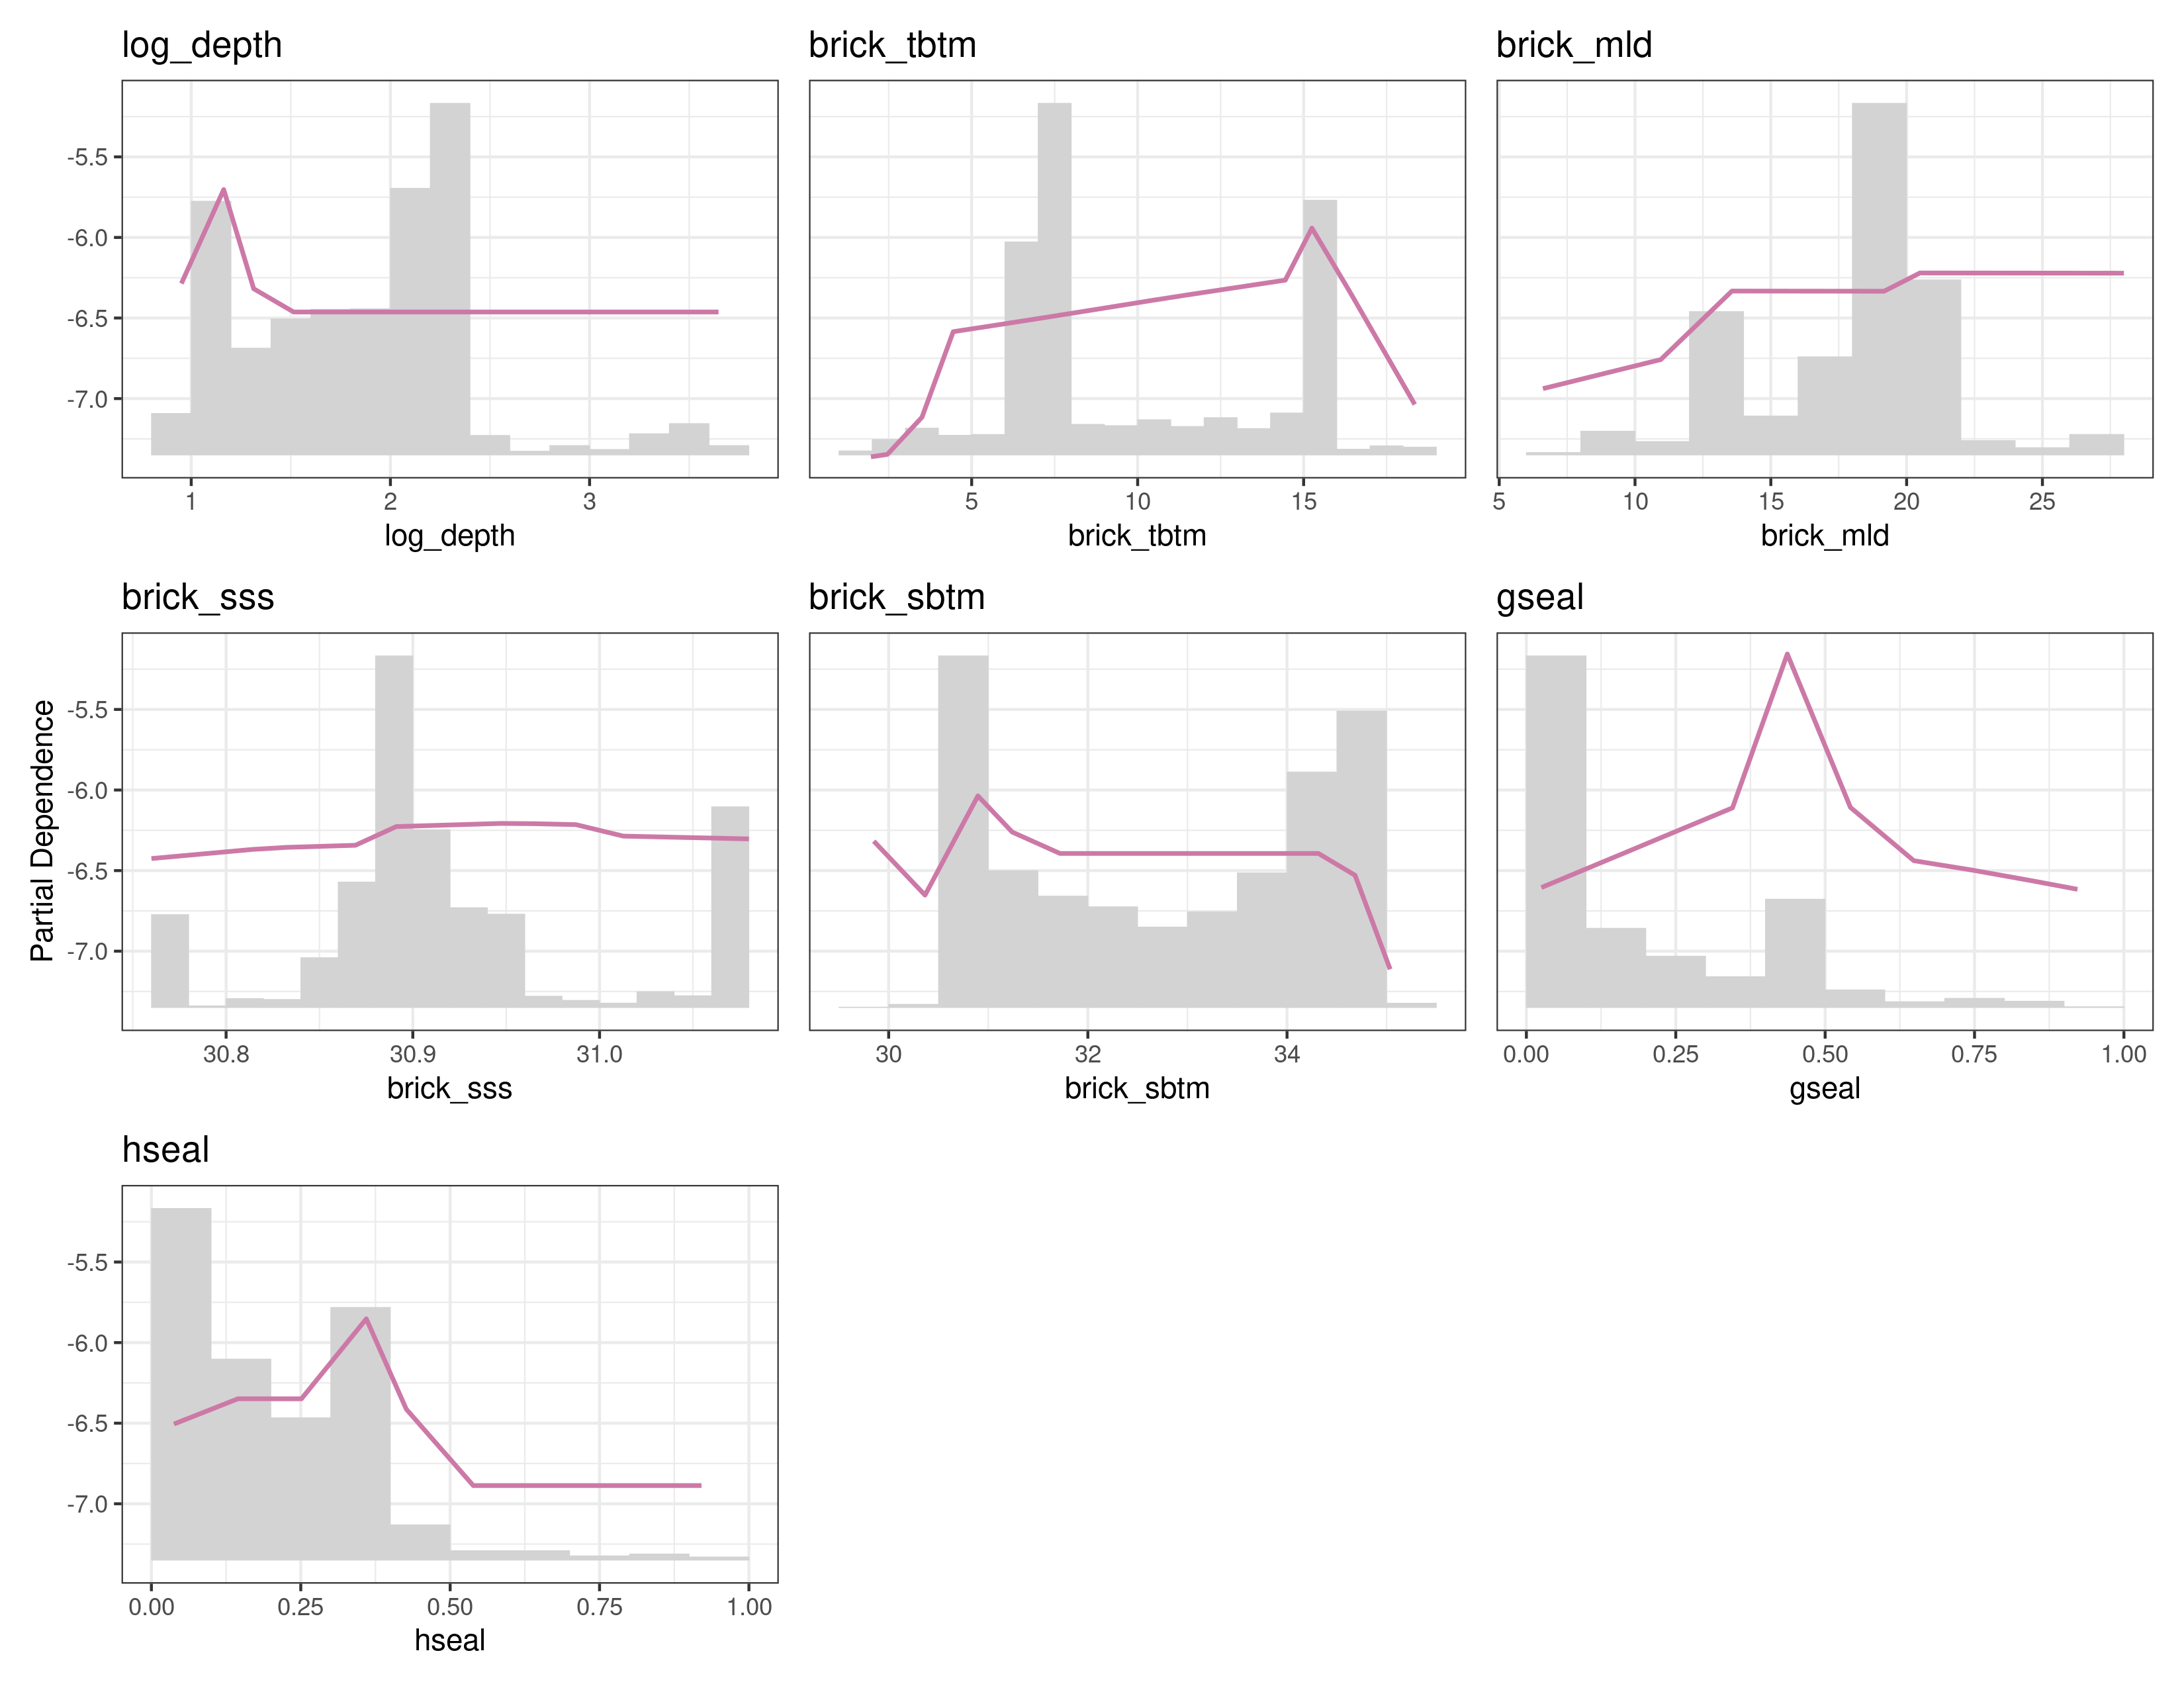 log_depth brick_tbtm brick_mld
-5.5
-6.0
-6.5
-7.0
1 2 3 5 10 15 5 10 15 20 25
log_depth brick_tbtm brick_mld
brick_sss brick_sbtm gseal
Partial Dependence
-5.5
-6.0
-6.5
-7.0
30.8 30.9 31.0 30 32 34 0.00 0.25 0.50 0.75 1.00
brick_sss brick_sbtm gseal
hseal
-5.5
-6.0
-6.5
-7.0
0.00 0.25 0.50 0.75 1.00
hseal